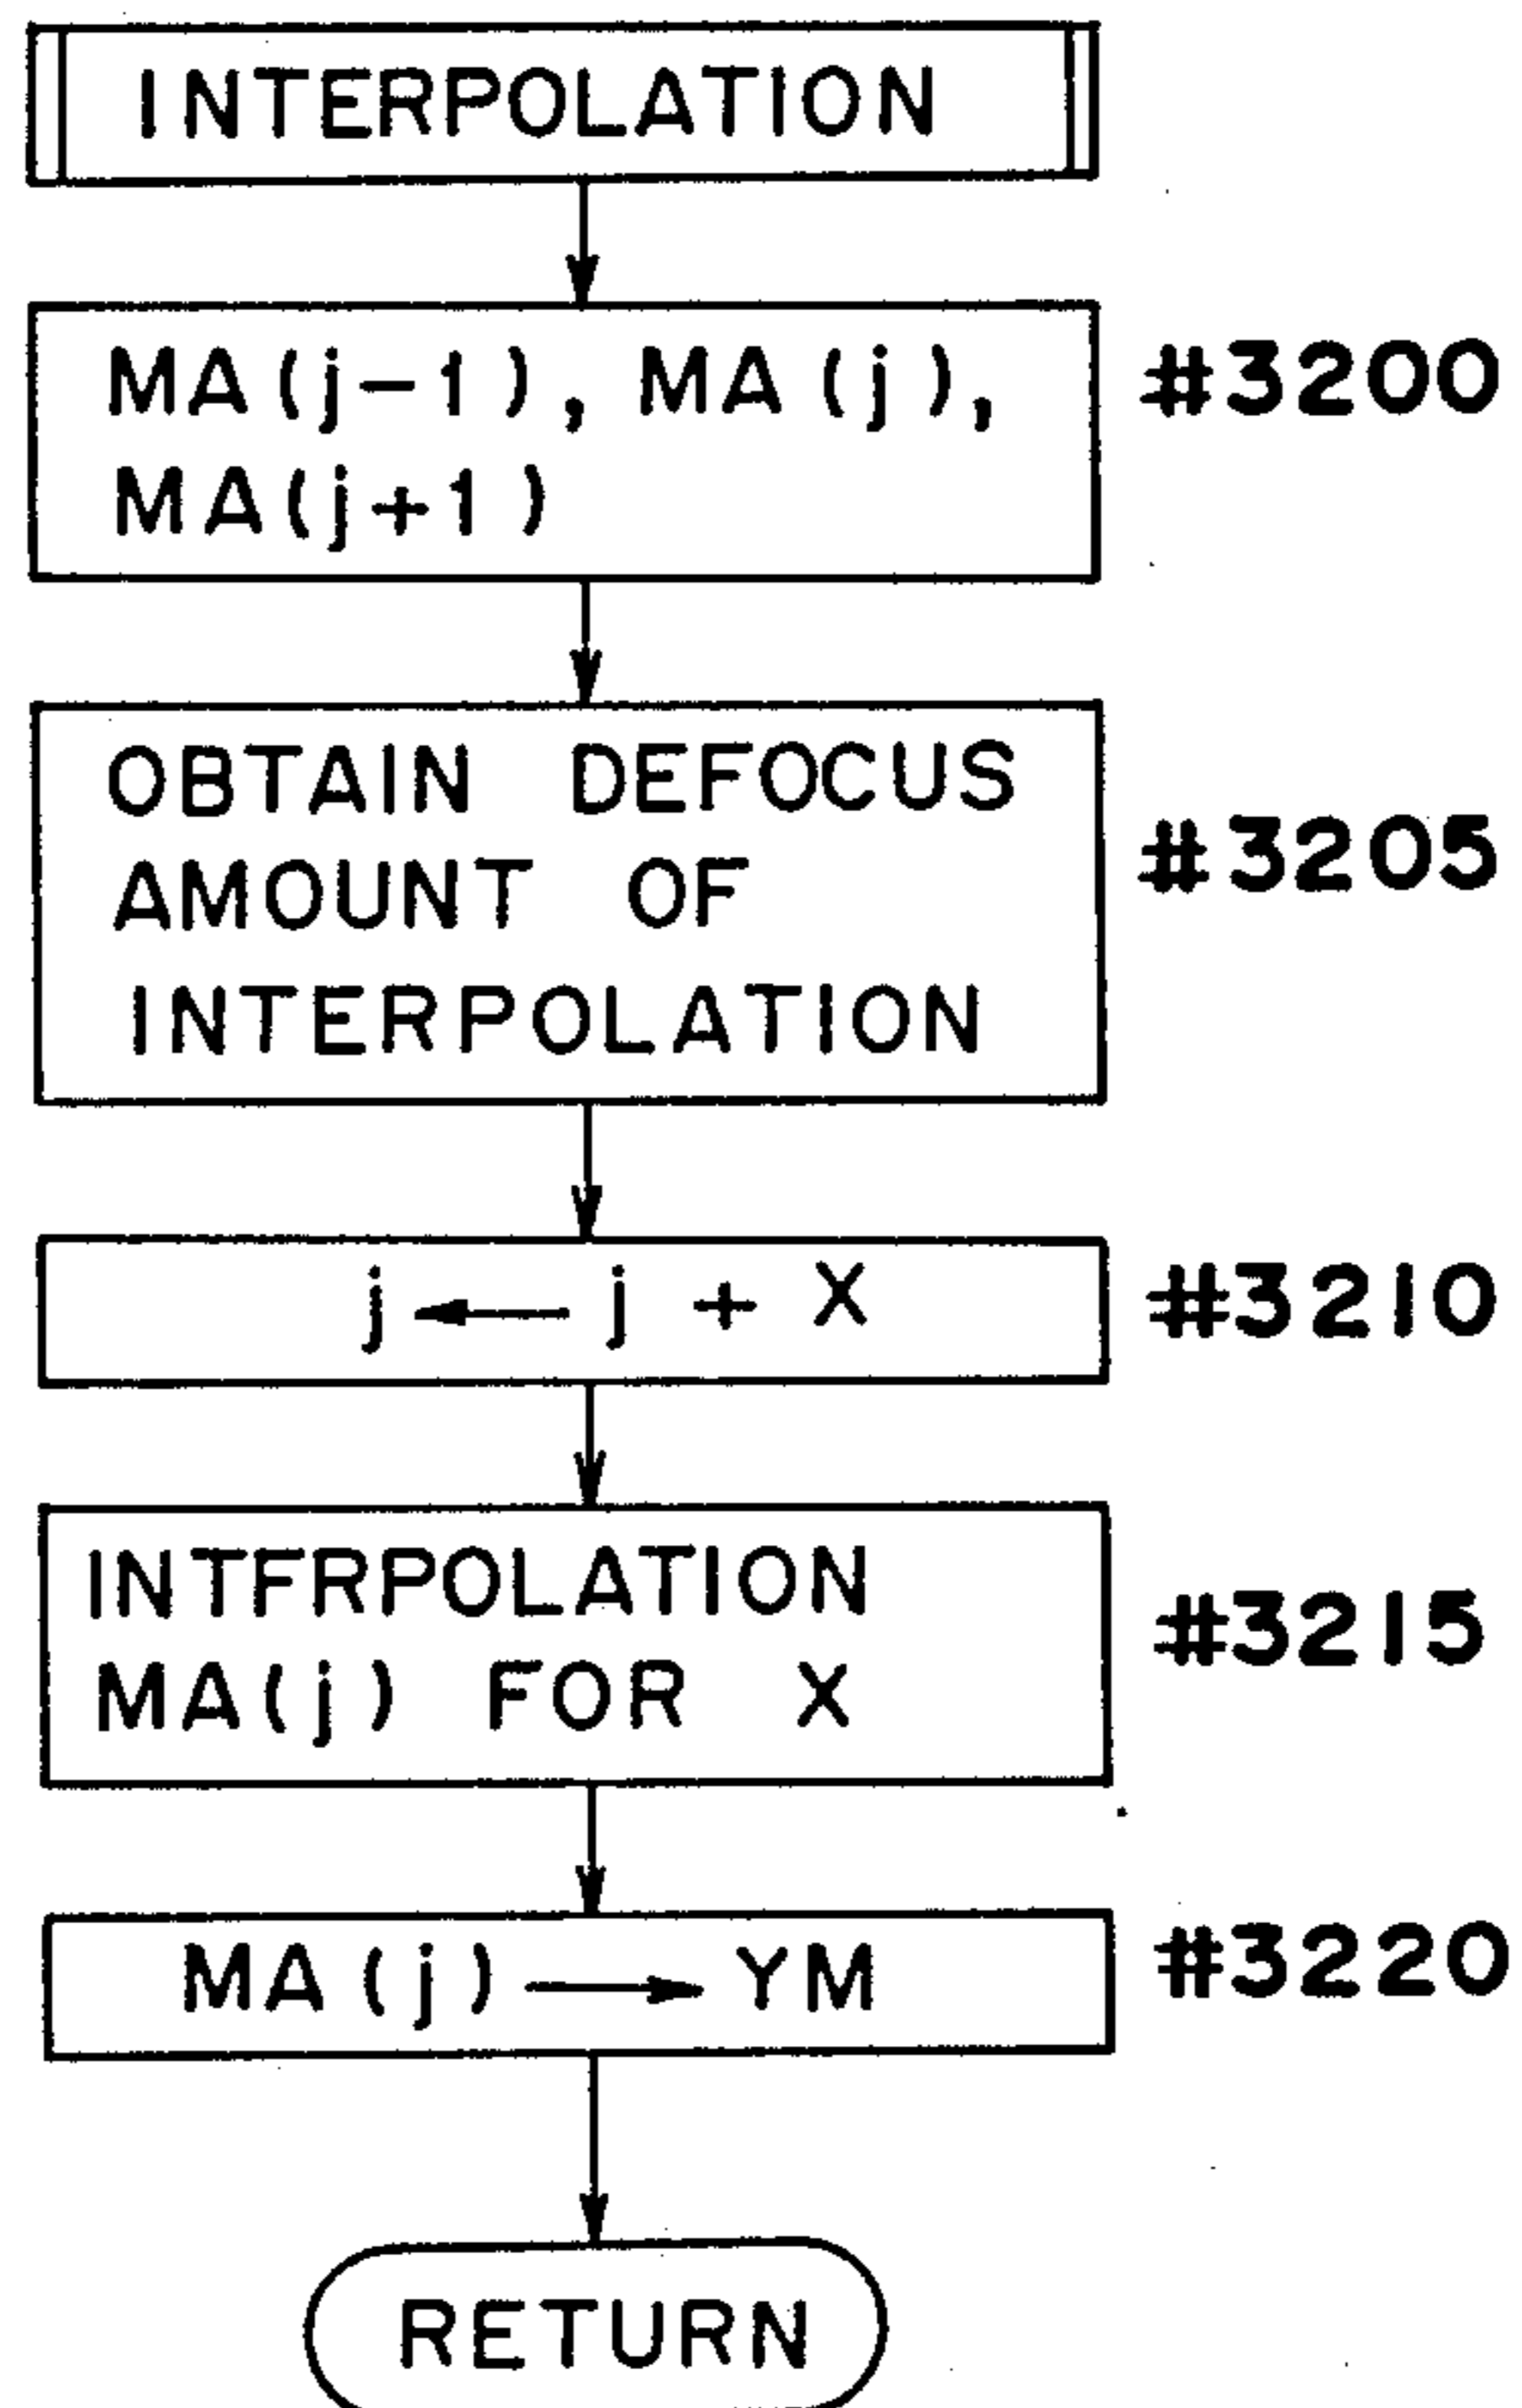 INTERPOLATION
MA(j-1), MA(j),
MA(j+1)
#3200
OBTAIN DEFOCUS
AMOUNT OF
INTERPOLATION
#3205
j ← j + X
#3210
INTFRPOLATION
MA(j) FOR X
#3215
MA(j) → YM
#3220
RETURN